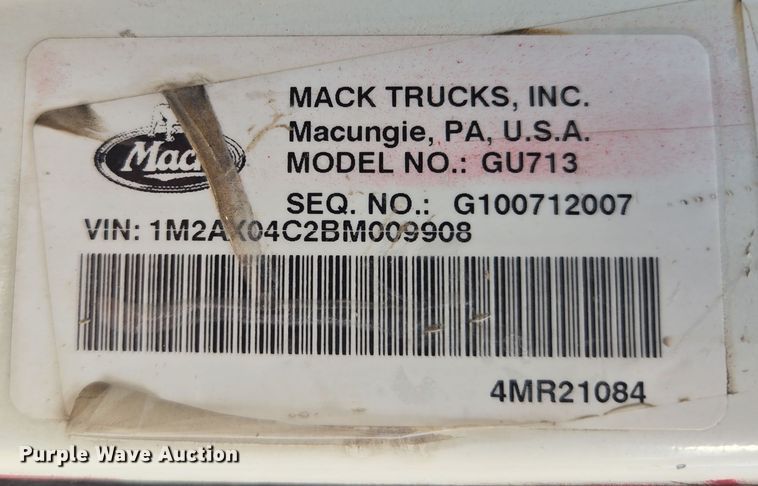 MACK TRUCKS, INC.
Macungie, PA, U.S.A.
Mack
MODEL NO.: GU713
SEQ. NO.: G100712007
VIN: 1M2AX04C2BM009908
4MR21084
Purple Wave Auction